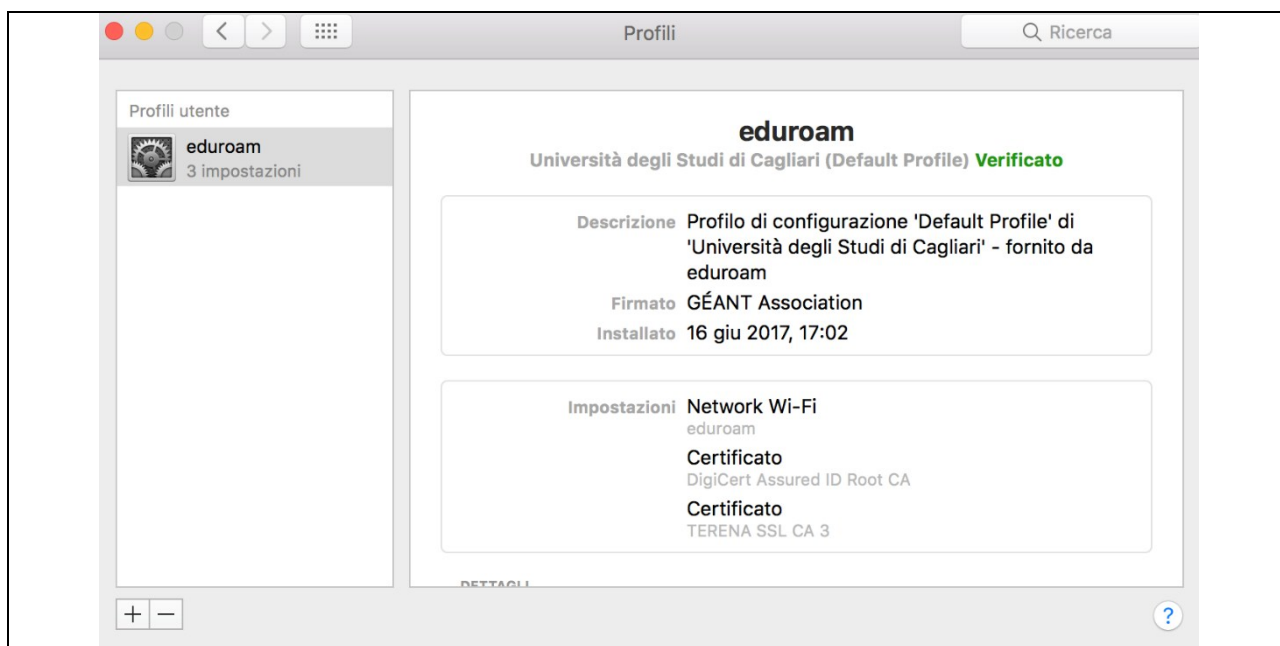 Profili
Ricerca
Profili utente
eduroam
3 impostazioni
eduroam
Università degli Studi di Cagliari (Default Profile) Verificato
Descrizione Profilo di configurazione 'Default Profile' di
'Università degli Studi di Cagliari' - fornito da
eduroam
Firmato GÉANT Association
Installato 16 giu 2017, 17:02
Impostazioni Network Wi-Fi
eduroam
Certificato
DigiCert Assured ID Root CA
Certificato
TERENA SSL CA 3
DETTAGLI
?